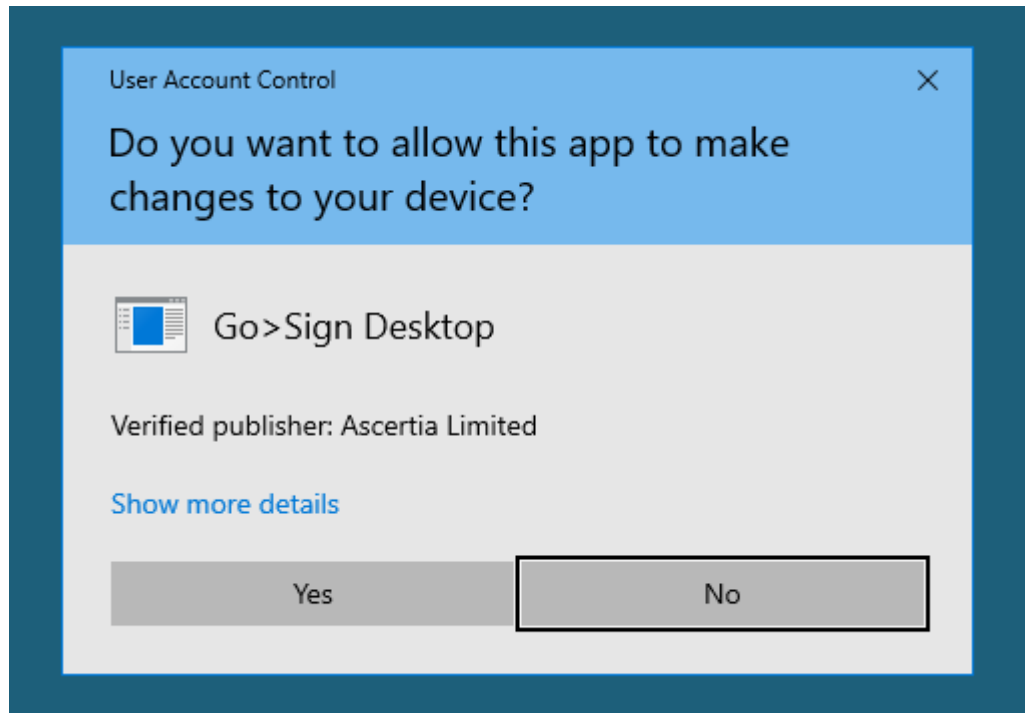 User Account Control
Do you want to allow this app to make
changes to your device?
Go>Sign Desktop
Verified publisher: Ascertia Limited
Show more details
Yes
No